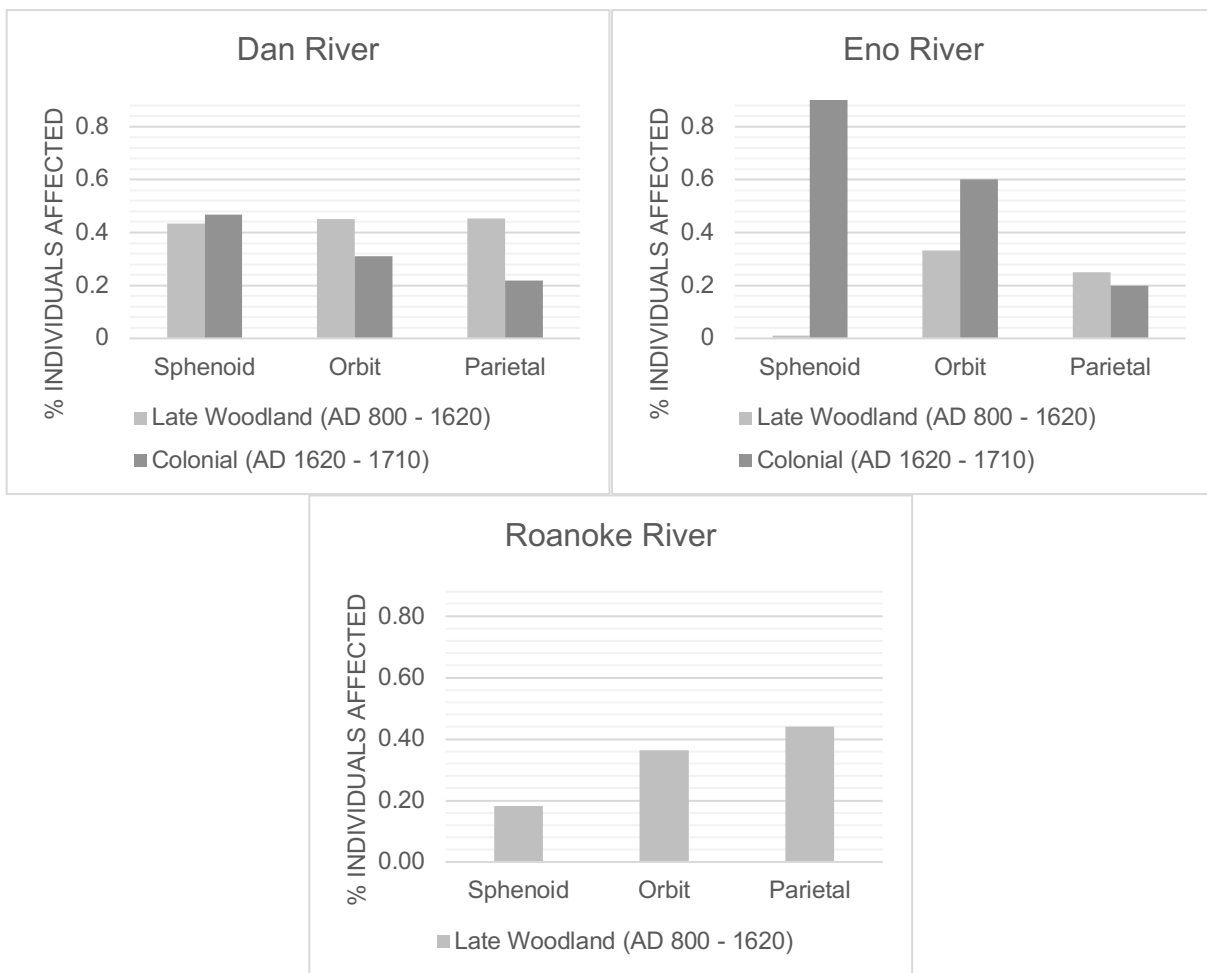 Dan River
% INDIVIDUALS AFFECTED
0.8
0.6
0.4
0.2
0
Sphenoid Orbit Parietal
Late Woodland (AD 800 - 1620)
Colonial (AD 1620 - 1710)
Eno River
% INDIVIDUALS AFFECTED
0.8
0.6
0.4
0.2
0
Sphenoid Orbit Parietal
Late Woodland (AD 800 - 1620)
Colonial (AD 1620 - 1710)
Roanoke River
% INDIVIDUALS AFFECTED
0.80
0.60
0.40
0.20
0.00
Sphenoid Orbit Parietal
Late Woodland (AD 800 - 1620)